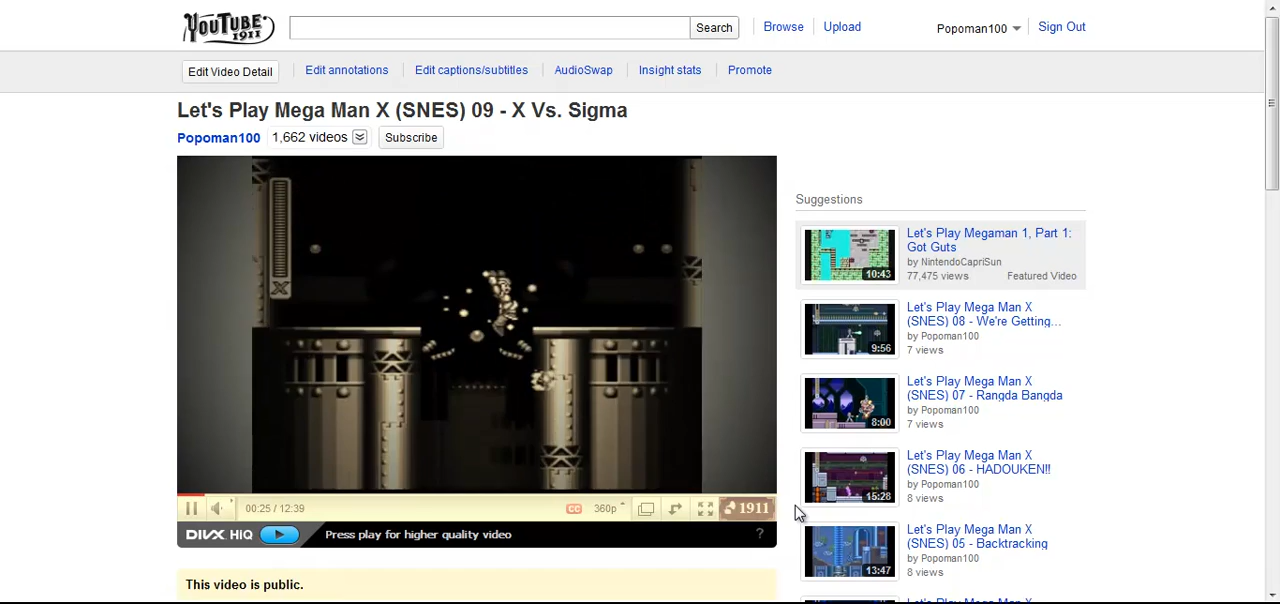 YouTube 1911
Search
Browse
Upload
Popoman100
Sign Out
Edit Video Detail
Edit annotations
Edit captions/subtitles
AudioSwap
Insight stats
Promote
Let's Play Mega Man X (SNES) 09 - X Vs. Sigma
Popoman100 1,662 videos Subscribe
X
00:25 / 12:39
CC
360p
1911
DIVX HiQ
Press play for higher quality video
?
This video is public.
Suggestions
10:43
Let's Play Megaman 1, Part 1:
Got Guts
by NintendoCapriSun
77,475 views Featured Video
9:56
Let's Play Mega Man X
(SNES) 08 - We're Getting...
by Popoman100
7 views
8:00
Let's Play Mega Man X
(SNES) 07 - Rangda Bangda
by Popoman100
7 views
15:28
Let's Play Mega Man X
(SNES) 06 - HADOUKEN!!
by Popoman100
8 views
13:47
Let's Play Mega Man X
(SNES) 05 - Backtracking
by Popoman100
8 views
Let's Play Mega Man X